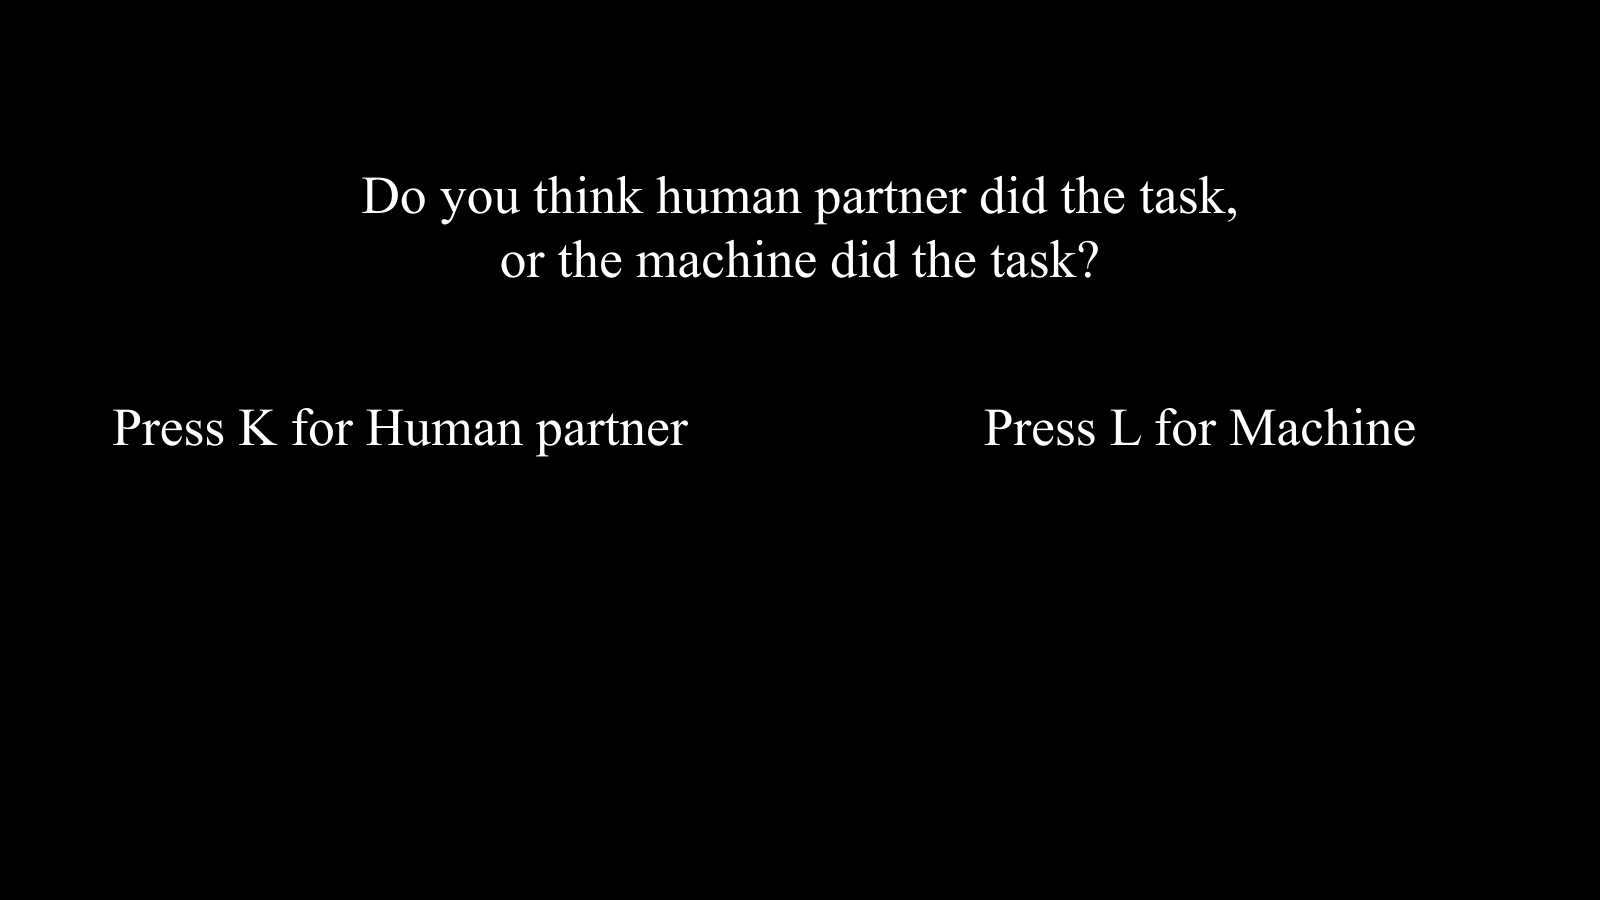 Do you think human partner did the task,
or the machine did the task?
Press K for Human partner
Press L for Machine